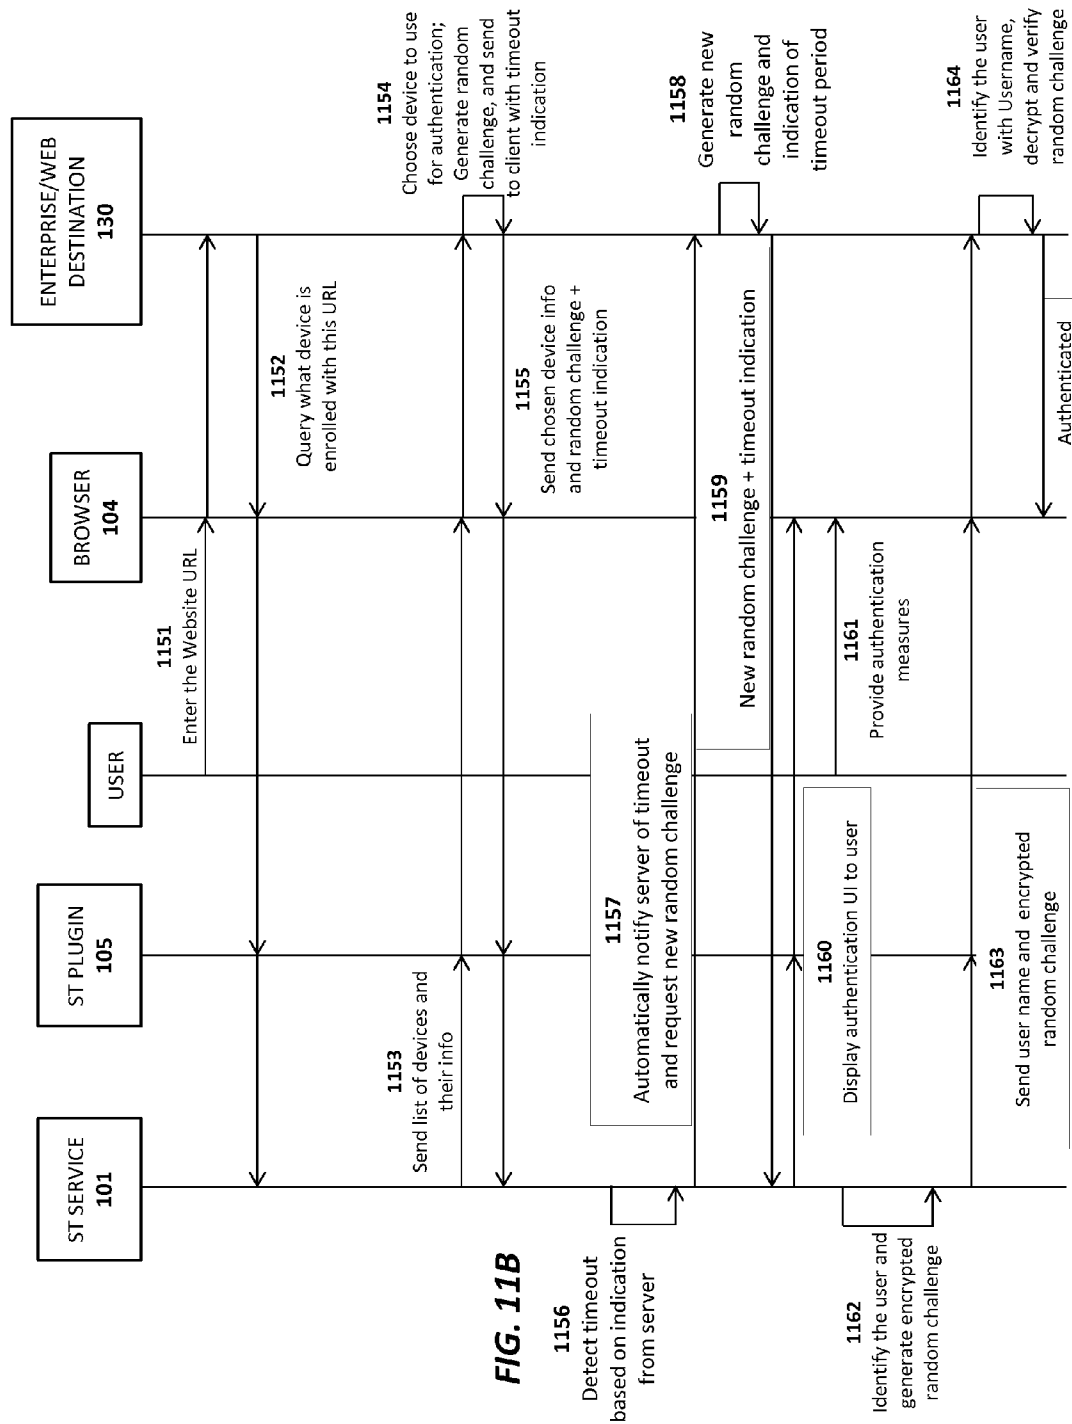 ENTERPRISE/WEB
DESTINATION
130
BROWSER
104
USER
ST PLUGIN
105
ST SERVICE
101
1151
Enter the Website URL
1152
Query what device is
enrolled with this URL
1153
Send list of devices and
their info
1154
Choose device to use
for authentication;
Generate random
challenge, and send
to client with timeout
indication
1155
Send chosen device info
and random challenge +
timeout indication
1156
Detect timeout
based on indication
from server
1157
Automatically notify server of timeout
and request new random challenge
1158
Generate new
random
challenge and
indication of
timeout period
1159
New random challenge + timeout indication
1160
Display authentication UI to user
1161
Provide authentication
measures
1162
Identify the user and
generate encrypted
random challenge
1163
Send user name and encrypted
random challenge
1164
Identify the user
with Username,
decrypt and verify
random challenge
Authenticated
FIG. 11B